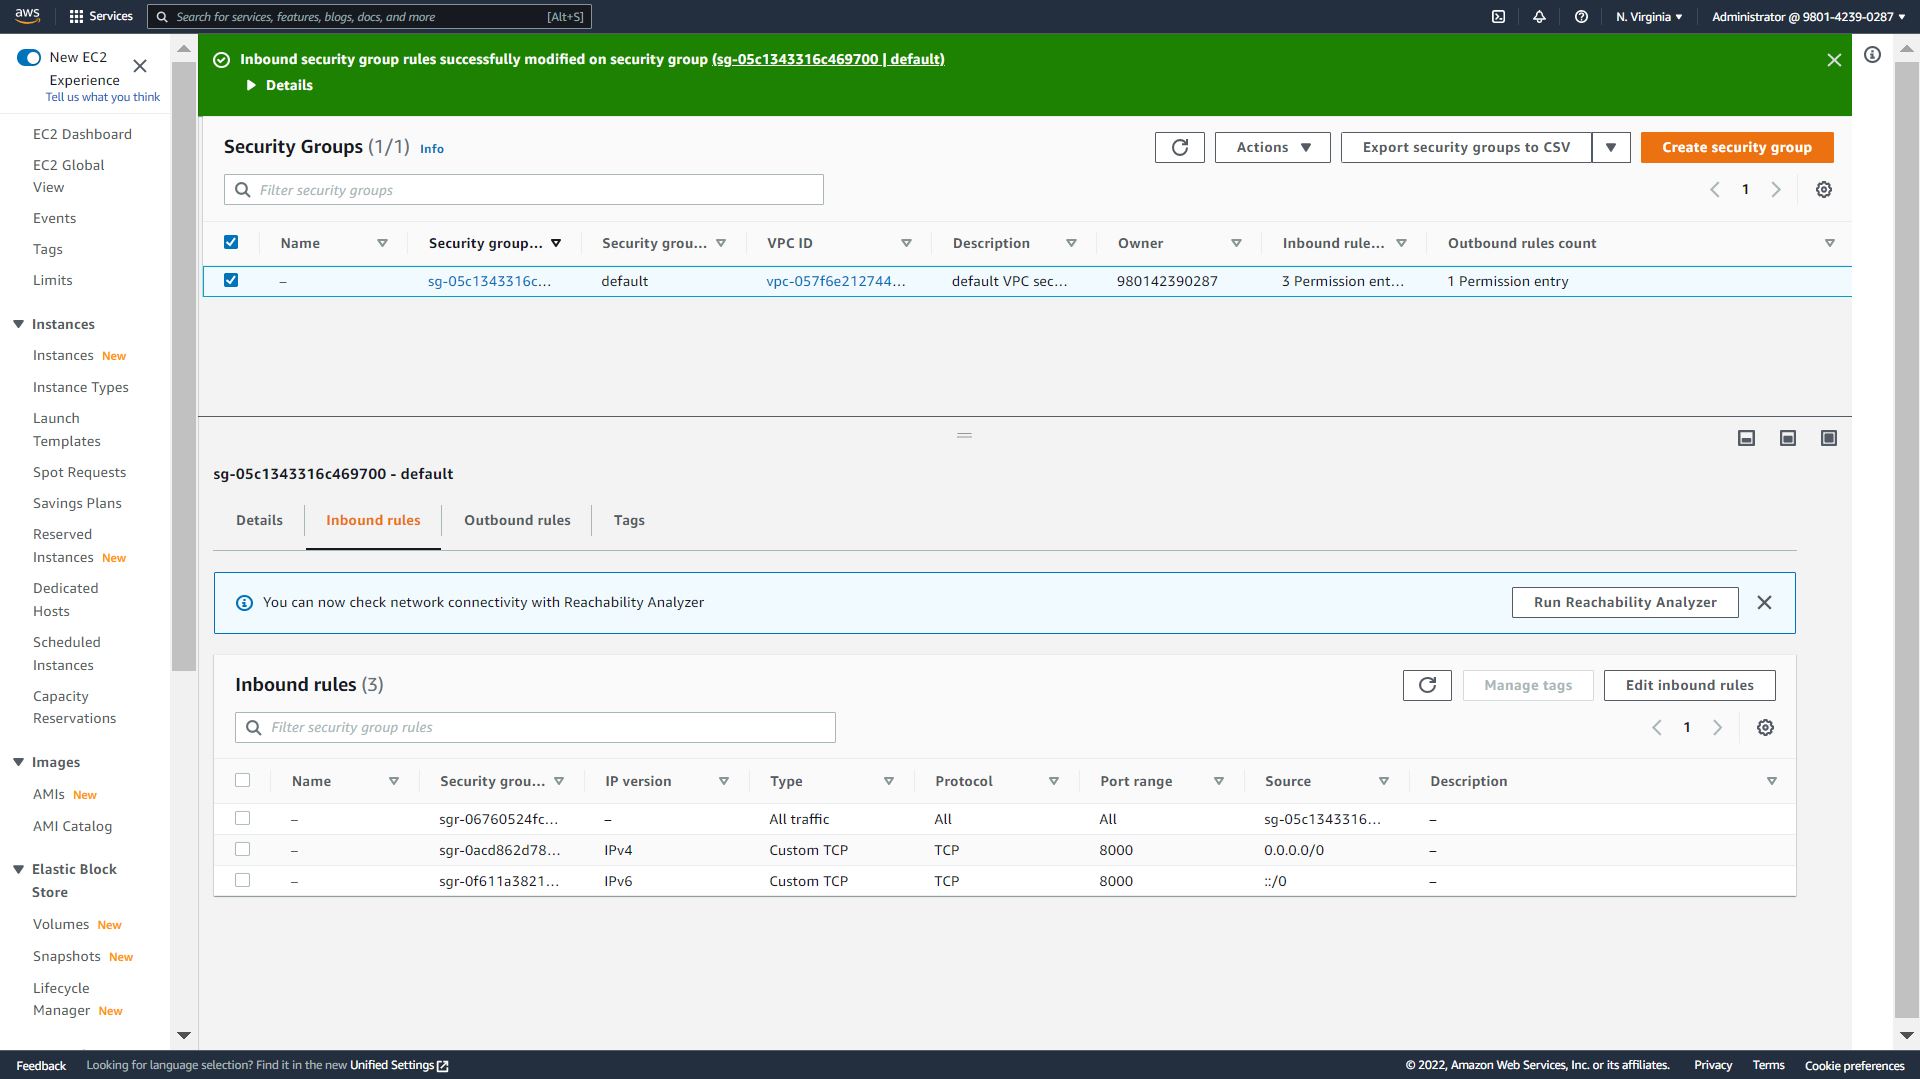 aws
Services
Search for services, features, blogs, docs, and more
[Alt+S]
N. Virginia
Administrator @ 9801-4239-0287
New EC2
Experience
Tell us what you think
EC2 Dashboard
EC2 Global
View
Events
Tags
Limits
Instances
Instances New
Instance Types
Launch
Templates
Spot Requests
Savings Plans
Reserved
Instances New
Dedicated
Hosts
Scheduled
Instances
Capacity
Reservations
Images
AMIs New
AMI Catalog
Elastic Block
Store
Volumes New
Snapshots New
Lifecycle
Manager New
Inbound security group rules successfully modified on security group (sg-05c1343316c469700 | default)
Details
Security Groups (1/1) Info
Actions
Export security groups to CSV
Create security group
Filter security groups
1
Name Security group... Security grou... VPC ID Description Owner Inbound rule... Outbound rules count
– sg-05c1343316c... default vpc-057f6e212744... default VPC sec... 980142390287 3 Permission ent... 1 Permission entry
sg-05c1343316c469700 - default
Details Inbound rules Outbound rules Tags
You can now check network connectivity with Reachability Analyzer
Run Reachability Analyzer
Inbound rules (3)
Manage tags
Edit inbound rules
Filter security group rules
1
Name Security grou... IP version Type Protocol Port range Source Description
– sgr-06760524fc... – All traffic All All sg-05c1343316... –
– sgr-0acd862d78... IPv4 Custom TCP TCP 8000 0.0.0.0/0 –
– sgr-0f611a3821... IPv6 Custom TCP TCP 8000 ::/0 –
Feedback
Looking for language selection? Find it in the new Unified Settings
© 2022, Amazon Web Services, Inc. or its affiliates.
Privacy
Terms
Cookie preferences